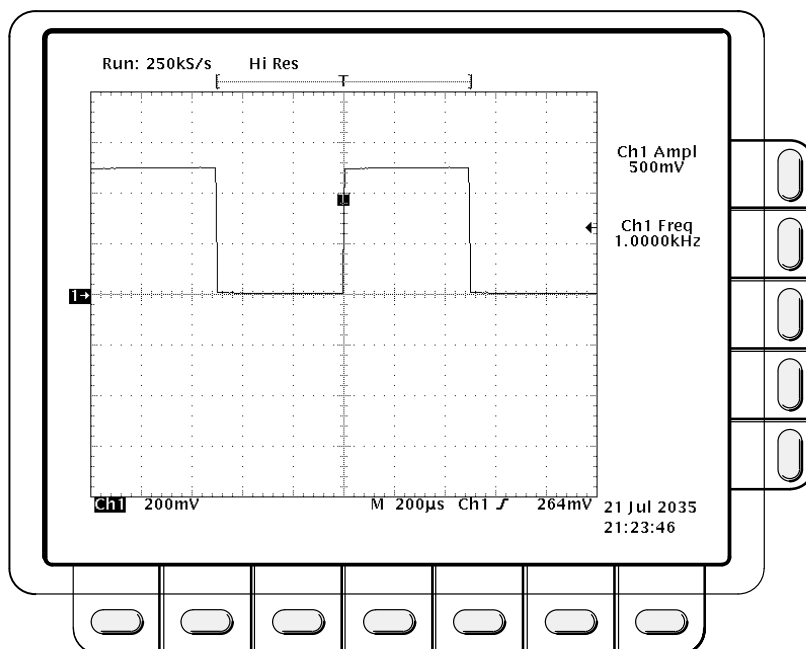 Run: 250kS/s Hi Res
T
Ch1 Ampl
500mV
T
Ch1 Freq
1.0000kHz
1→
Ch1 200mV M 200µs Ch1 264mV
21 Jul 2035
21:23:46